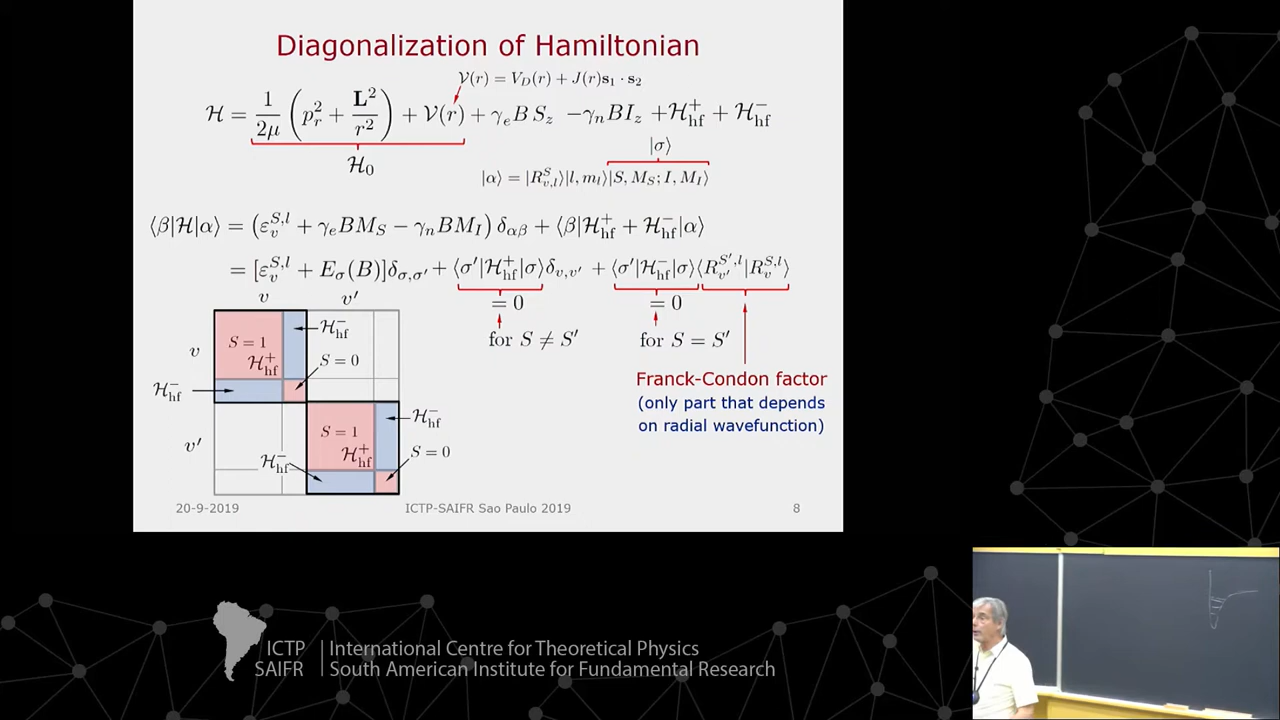 Diagonalization of Hamiltonian
𝒱(r) = V_D(r) + J(r)s₁ · s₂
ℋ = 1/2μ (p_r² + L²/r²) + 𝒱(r) + γ_e B S_z −γ_n B I_z + ℋ_hf⁺ + ℋ_hf⁻
ℋ₀
|σ⟩
|α⟩ = |R^S_{v,l}⟩|l, m_l⟩|S, M_S; I, M_I⟩
⟨β|ℋ|α⟩ = (ε_v^{S,l} + γ_e B M_S − γ_n B M_I) δ_{αβ} + ⟨β|ℋ_hf⁺ + ℋ_hf⁻|α⟩
= [ε_v^{S,l} + E_σ(B)]δ_{σ,σ′} + ⟨σ′|ℋ_hf⁺|σ⟩δ_{v,v′} + ⟨σ′|ℋ_hf⁻|σ⟩⟨R_{v′}^{S′,l}|R_v^{S,l}⟩
= 0
= 0
for S ≠ S′
for S = S′
Franck-Condon factor
(only part that depends
on radial wavefunction)
v
v′
v
S = 1
ℋ_hf⁺
ℋ_hf⁻
S = 0
ℋ_hf⁻
v′
S = 1
ℋ_hf⁺
ℋ_hf⁻
S = 0
ℋ_hf⁻
20-9-2019
ICTP-SAIFR Sao Paulo 2019
8
ICTP
SAIFR
International Centre for Theoretical Physics
South American Institute for Fundamental Research